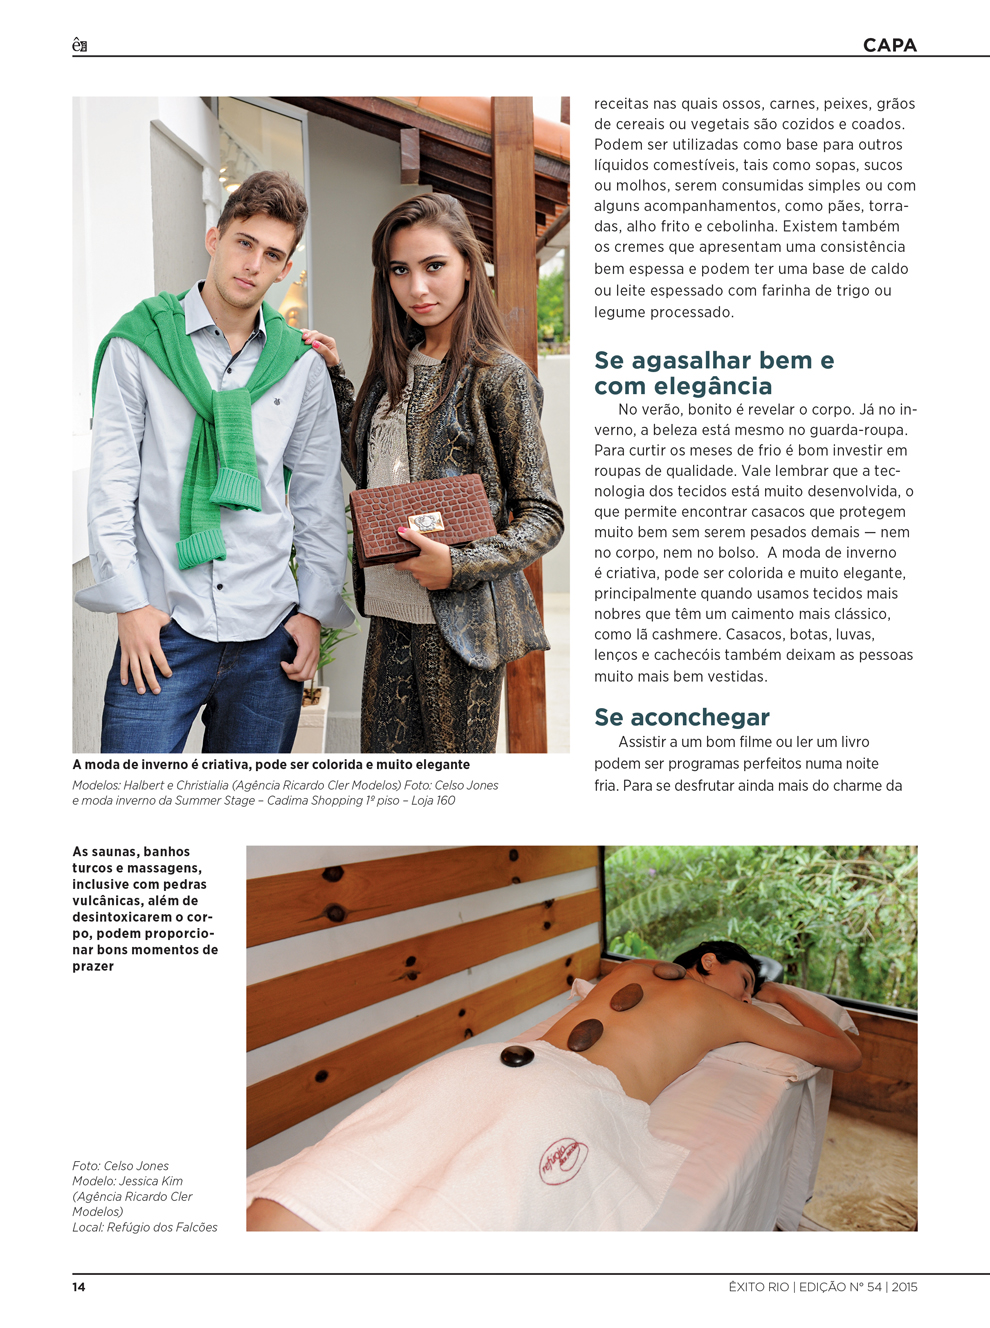 CAPA
receitas nas quais ossos, carnes, peixes, grãos
de cereais ou vegetais são cozidos e coados.
Podem ser utilizadas como base para outros
líquidos comestíveis, tais como sopas, sucos
ou molhos, serem consumidas simples ou com
alguns acompanhamentos, como pães, torra-
das, alho frito e cebolinha. Existem também
os cremes que apresentam uma consistência
bem espessa e podem ter uma base de caldo
ou leite espessado com farinha de trigo ou
legume processado.
Se agasalhar bem e
com elegância
No verão, bonito é revelar o corpo. Já no in-
verno, a beleza está mesmo no guarda-roupa.
Para curtir os meses de frio é bom investir em
roupas de qualidade. Vale lembrar que a tec-
nologia dos tecidos está muito desenvolvida, o
que permite encontrar casacos que protegem
muito bem sem serem pesados demais — nem
no corpo, nem no bolso.  A moda de inverno
é criativa, pode ser colorida e muito elegante,
principalmente quando usamos tecidos mais
nobres que têm um caimento mais clássico,
como lã cashmere. Casacos, botas, luvas,
lenços e cachecóis também deixam as pessoas
muito mais bem vestidas.
Se aconchegar
Assistir a um bom filme ou ler um livro
podem ser programas perfeitos numa noite
fria. Para se desfrutar ainda mais do charme da
A moda de inverno é criativa, pode ser colorida e muito elegante
Modelos: Halbert e Christialia (Agência Ricardo Cler Modelos) Foto: Celso Jones
e moda inverno da Summer Stage – Cadima Shopping 1º piso – Loja 160
As saunas, banhos
turcos e massagens,
inclusive com pedras
vulcânicas, além de
desintoxicarem o cor-
po, podem proporcio-
nar bons momentos de
prazer
Foto: Celso Jones
Modelo: Jessica Kim
(Agência Ricardo Cler
Modelos)
Local: Refúgio dos Falcões
refúgio
14
ÊXITO RIO | EDIÇÃO Nº 54 | 2015